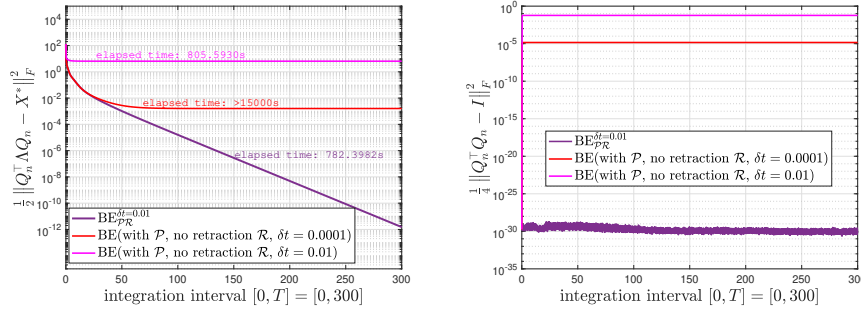 10^4
10^2
10^0
10^-2
10^-4
10^-6
10^-8
10^-10
10^-12
½||Q_n^⊤ΛQ_n − X*||_F^2
elapsed time: 805.5930s
elapsed time: >15000s
elapsed time: 782.3982s
BE_{PR}^{δt=0.01}
BE(with P, no retraction R, δt = 0.0001)
BE(with P, no retraction R, δt = 0.01)
0 50 100 150 200 250 300
integration interval [0, T] = [0, 300]
10^0
10^-5
10^-10
10^-15
10^-20
10^-25
10^-30
10^-35
¼||Q_n^⊤Q_n − I||_F^2
BE_{PR}^{δt=0.01}
BE(with P, no retraction R, δt = 0.0001)
BE(with P, no retraction R, δt = 0.01)
0 50 100 150 200 250 30
integration interval [0, T] = [0, 300]